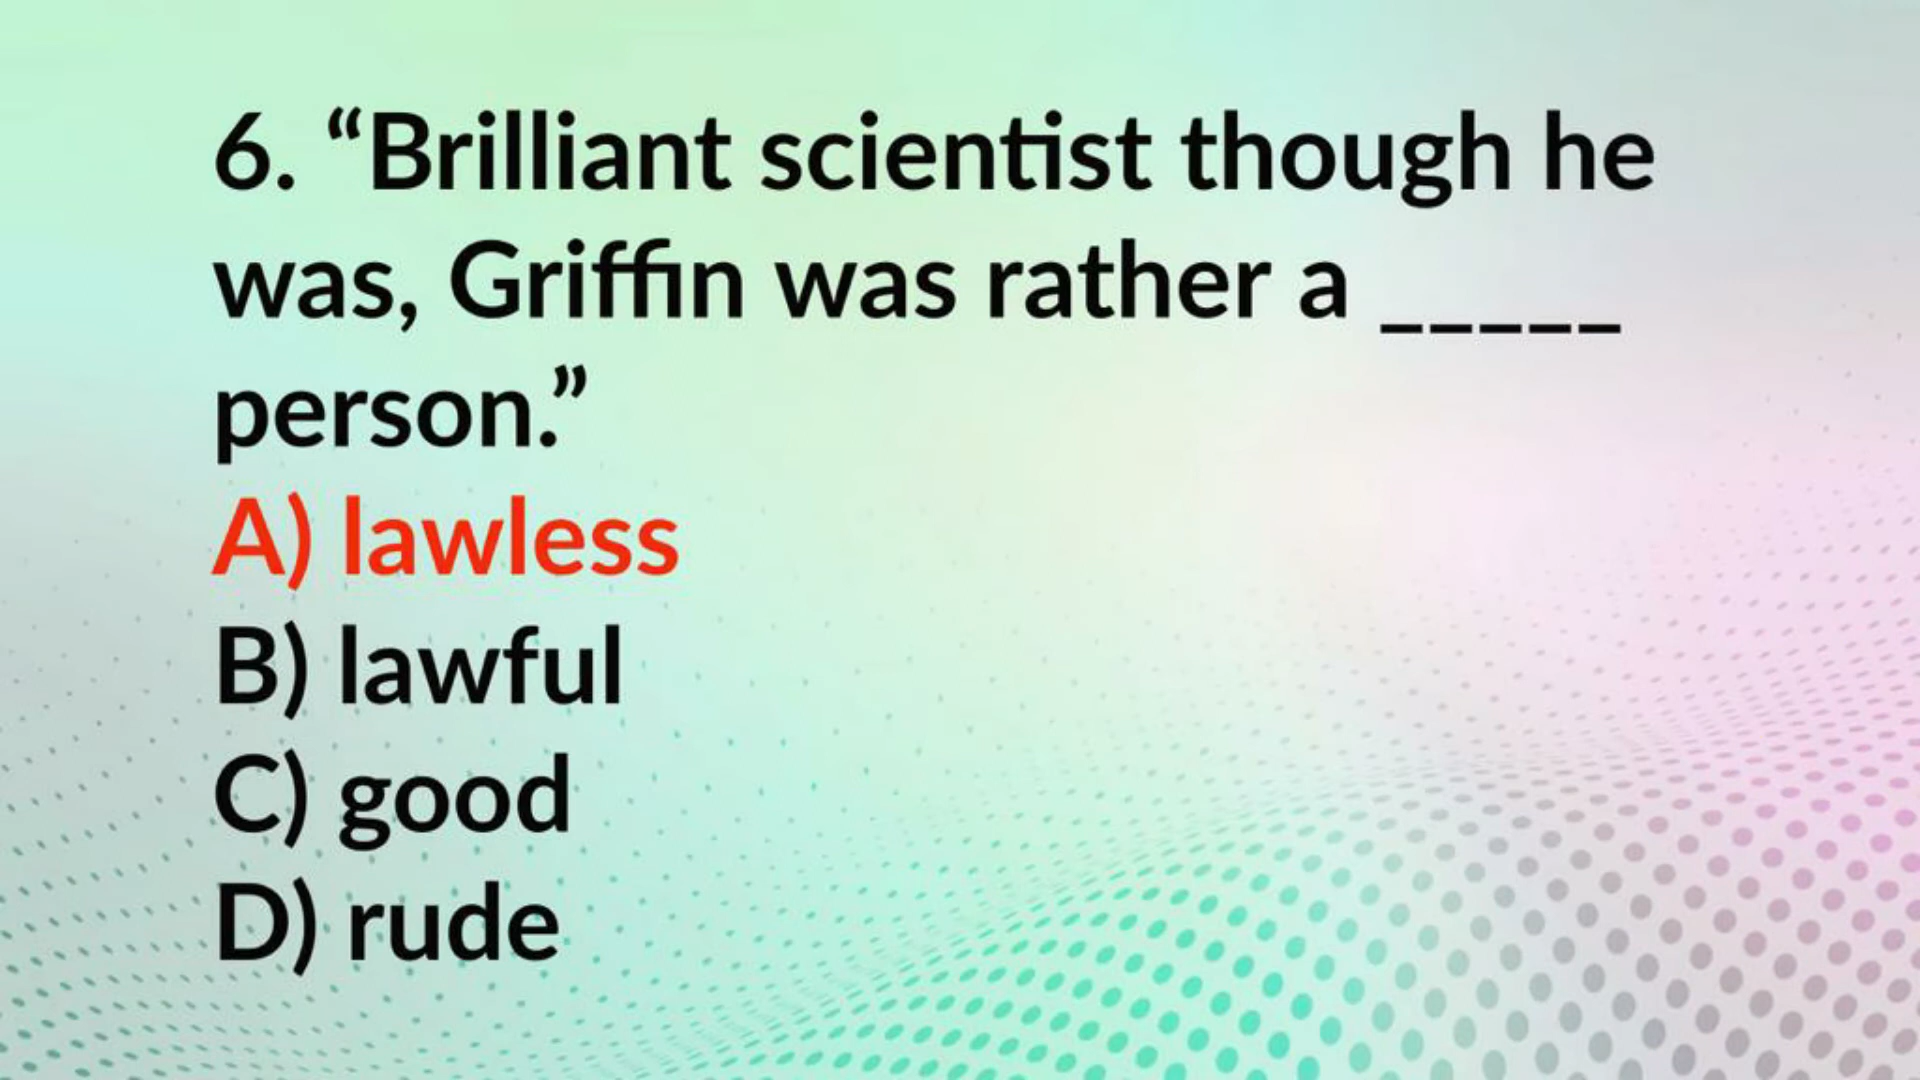 6. “Brilliant scientist though he
was, Griffin was rather a _____
person.”
A) lawless
B) lawful
C) good
D) rude